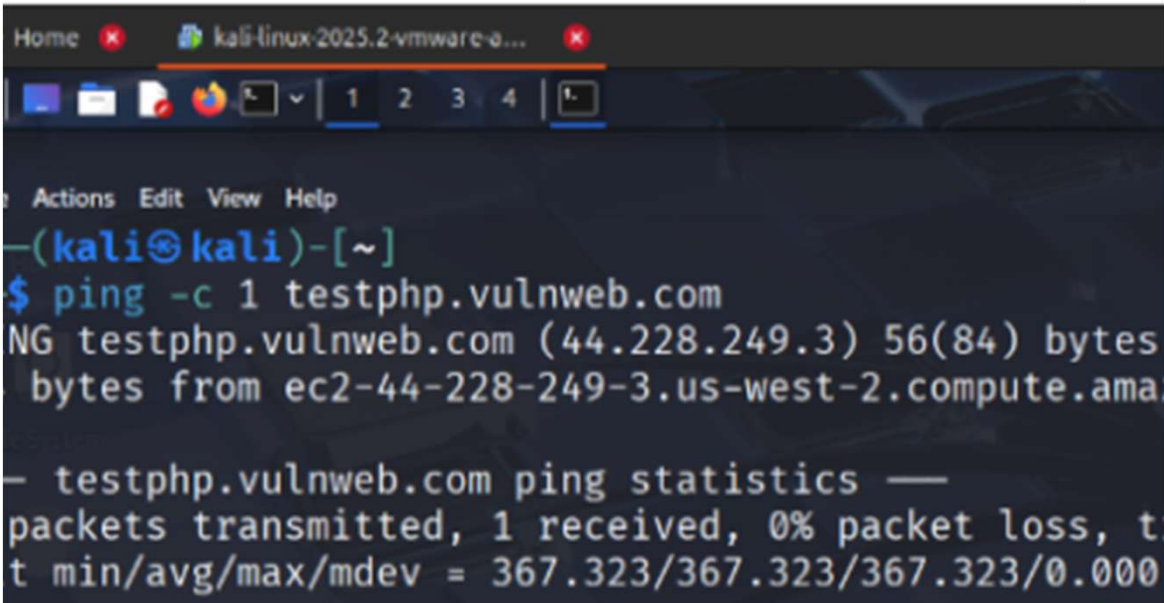 Home
kali-linux-2025.2-vmware-a...
1 2 3 4
Actions Edit View Help
—(kali㉿kali)-[~]
$ ping -c 1 testphp.vulnweb.com
NG testphp.vulnweb.com (44.228.249.3) 56(84) bytes
bytes from ec2-44-228-249-3.us-west-2.compute.ama
— testphp.vulnweb.com ping statistics ——
packets transmitted, 1 received, 0% packet loss, t
t min/avg/max/mdev = 367.323/367.323/367.323/0.000